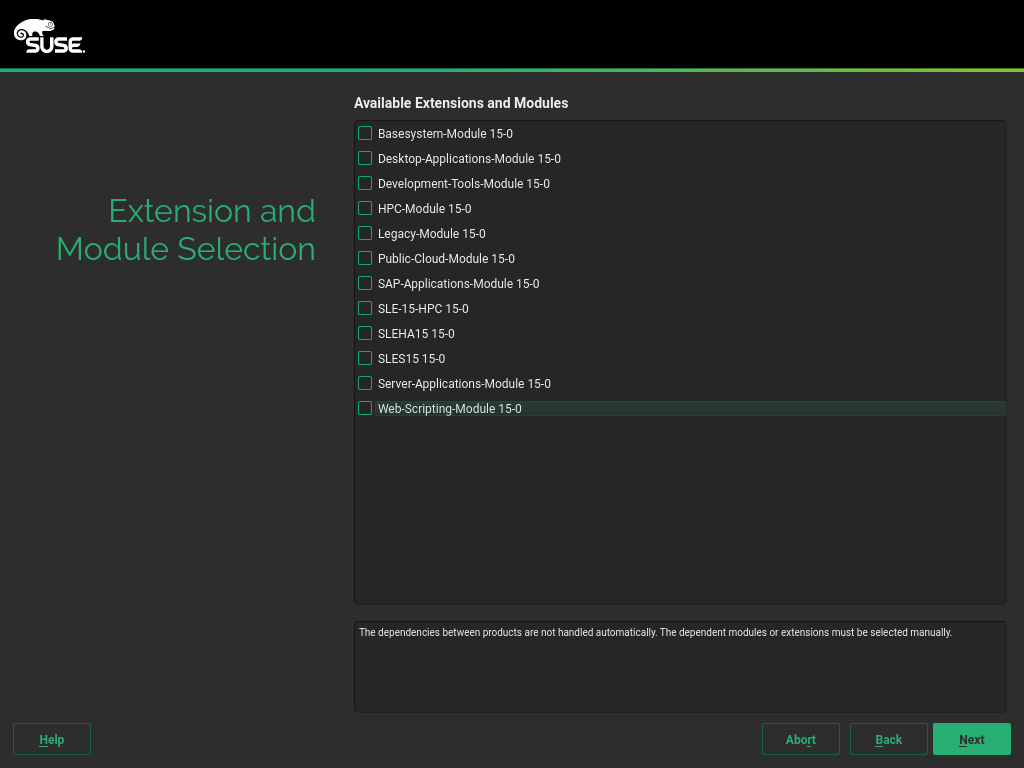 SUSE.
Available Extensions and Modules
Basesystem-Module 15-0
Desktop-Applications-Module 15-0
Development-Tools-Module 15-0
HPC-Module 15-0
Legacy-Module 15-0
Public-Cloud-Module 15-0
SAP-Applications-Module 15-0
SLE-15-HPC 15-0
SLEHA15 15-0
SLES15 15-0
Server-Applications-Module 15-0
Web-Scripting-Module 15-0
Extension and
Module Selection
The dependencies between products are not handled automatically. The dependent modules or extensions must be selected manually.
Help
Abort
Back
Next